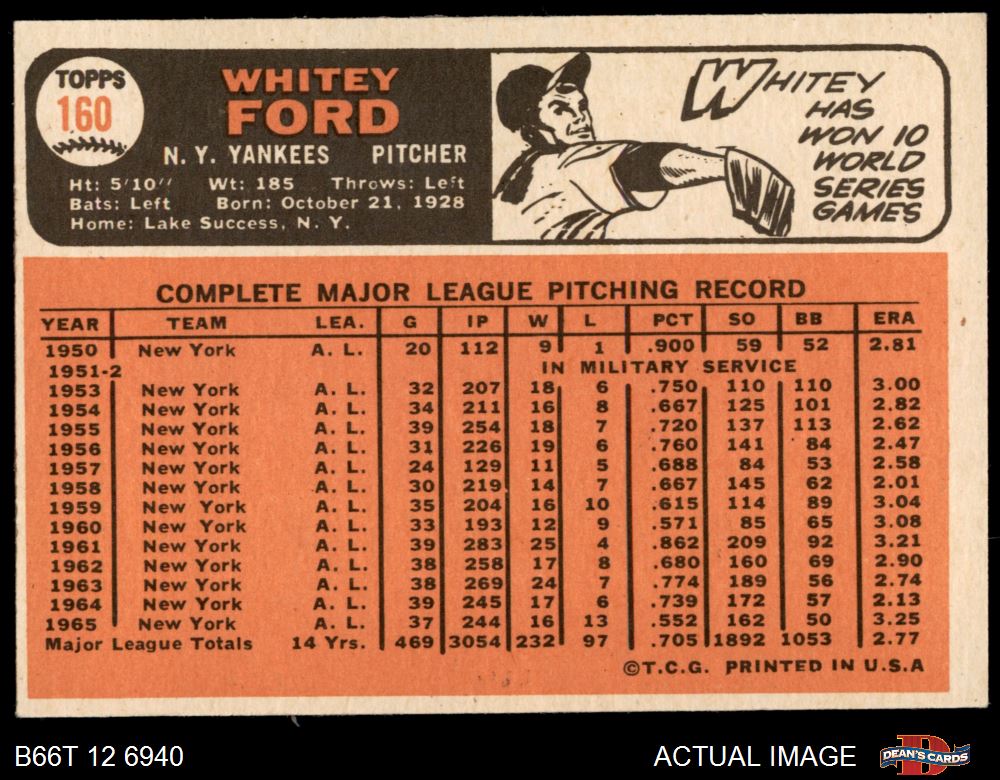 TOPPS
160
WHITEY
FORD
N. Y. YANKEES PITCHER
Ht: 5'10" Wt: 185 Throws: Left
Bats: Left Born: October 21, 1928
Home: Lake Success, N. Y.
WHITEY
HAS
WON 10
WORLD
SERIES
GAMES
COMPLETE MAJOR LEAGUE PITCHING RECORD
YEAR TEAM LEA. G IP W L PCT SO BB ERA
1950 New York A. L. 20 112 9 1 .900 59 52 2.81
1951-2 IN MILITARY SERVICE
1953 New York A. L. 32 207 18 6 .750 110 110 3.00
1954 New York A. L. 34 211 16 8 .667 125 101 2.82
1955 New York A. L. 39 254 18 7 .720 137 113 2.62
1956 New York A. L. 31 226 19 6 .760 141 84 2.47
1957 New York A. L. 24 129 11 5 .688 84 53 2.58
1958 New York A. L. 30 219 14 7 .667 145 62 2.01
1959 New York A. L. 35 204 16 10 .615 114 89 3.04
1960 New York A. L. 33 193 12 9 .571 85 65 3.08
1961 New York A. L. 39 283 25 4 .862 209 92 3.21
1962 New York A. L. 38 258 17 8 .680 160 69 2.90
1963 New York A. L. 38 269 24 7 .774 189 56 2.74
1964 New York A. L. 39 245 17 6 .739 172 57 2.13
1965 New York A. L. 37 244 16 13 .552 162 50 3.25
Major League Totals 14 Yrs. 469 3054 232 97 .705 1892 1053 2.77
©T.C.G. PRINTED IN U.S.A
B66T 12 6940 ACTUAL IMAGE
DEAN'S CARDS